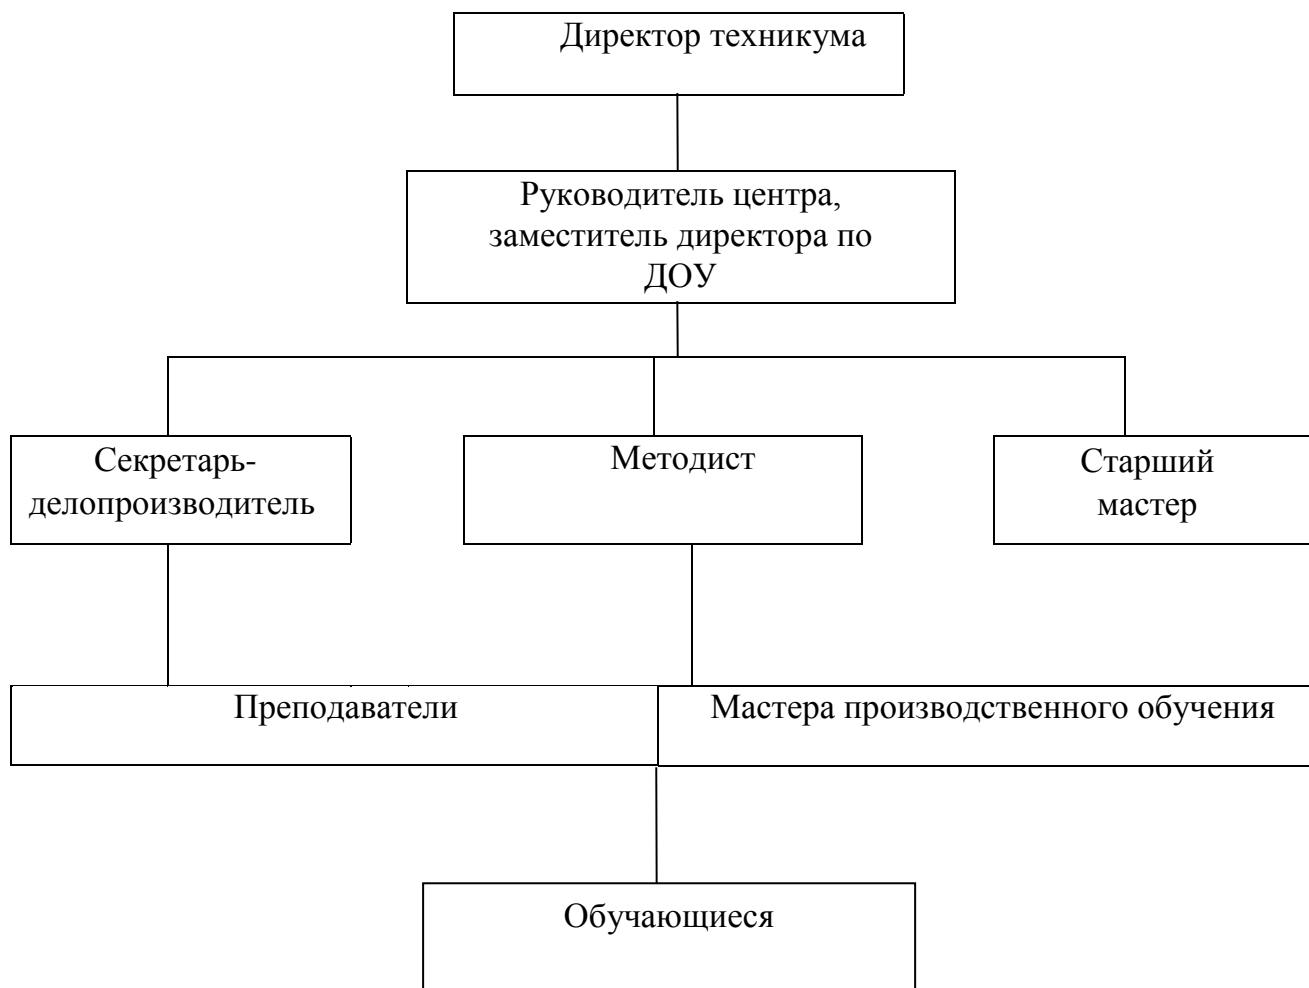 Директор техникума
Руководитель центра,
заместитель директора по
ДОУ
Секретарь-
делопроизводитель
Методист
Старший
мастер
Преподаватели
Мастера производственного обучения
Обучающиеся